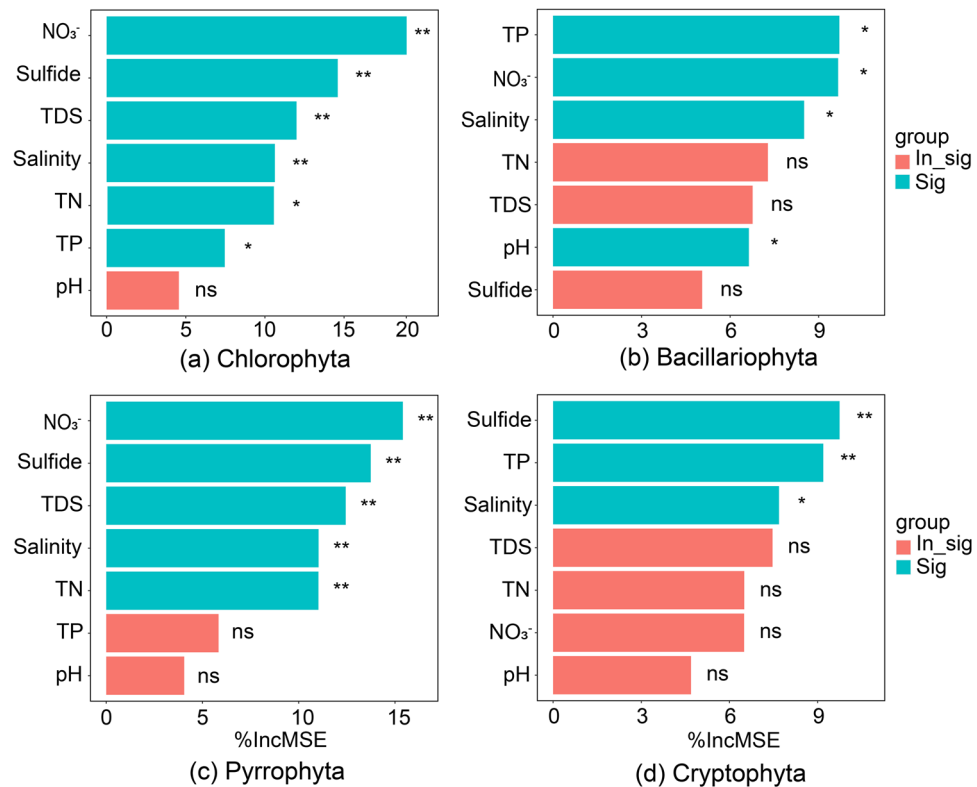 NO₃⁻ **
Sulfide **
TDS **
Salinity **
TN *
TP *
pH ns
0 5 10 15 20
(a) Chlorophyta
TP *
NO₃⁻ *
Salinity *
TN ns
TDS ns
pH *
Sulfide ns
0 3 6 9
(b) Bacillariophyta
group
In_sig
Sig
NO₃⁻ **
Sulfide **
TDS **
Salinity **
TN **
TP ns
pH ns
0 5 10 15
%IncMSE
(c) Pyrrophyta
Sulfide **
TP **
Salinity *
TDS ns
TN ns
NO₃⁻ ns
pH ns
0 3 6 9
%IncMSE
(d) Cryptophyta
group
In_sig
Sig